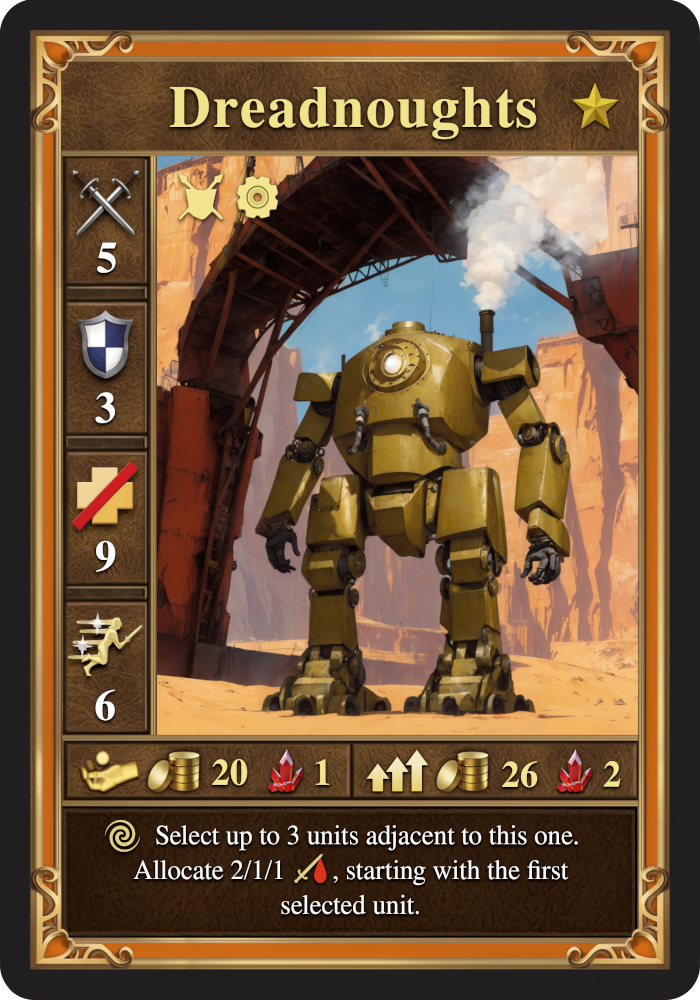 Dreadnoughts
5
3
9
6
20 1 26 2
Select up to 3 units adjacent to this one.
Allocate 2/1/1 , starting with the first
selected unit.